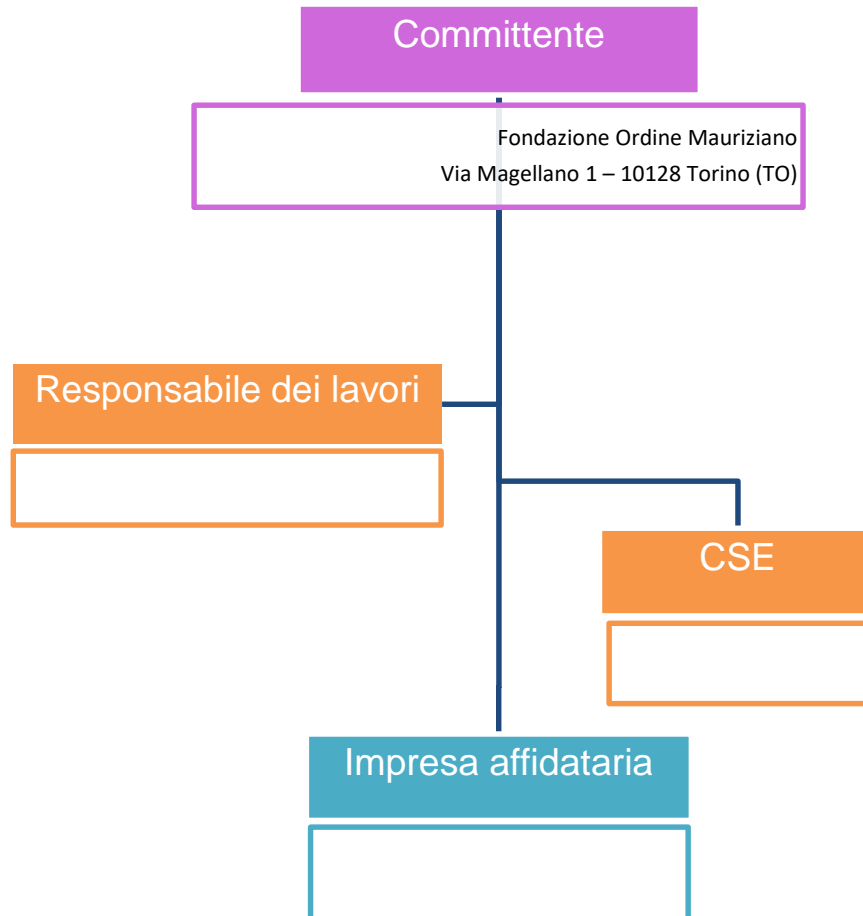 Committente
Fondazione Ordine Mauriziano
Via Magellano 1 – 10128 Torino (TO)
Responsabile dei lavori
CSE
Impresa affidataria